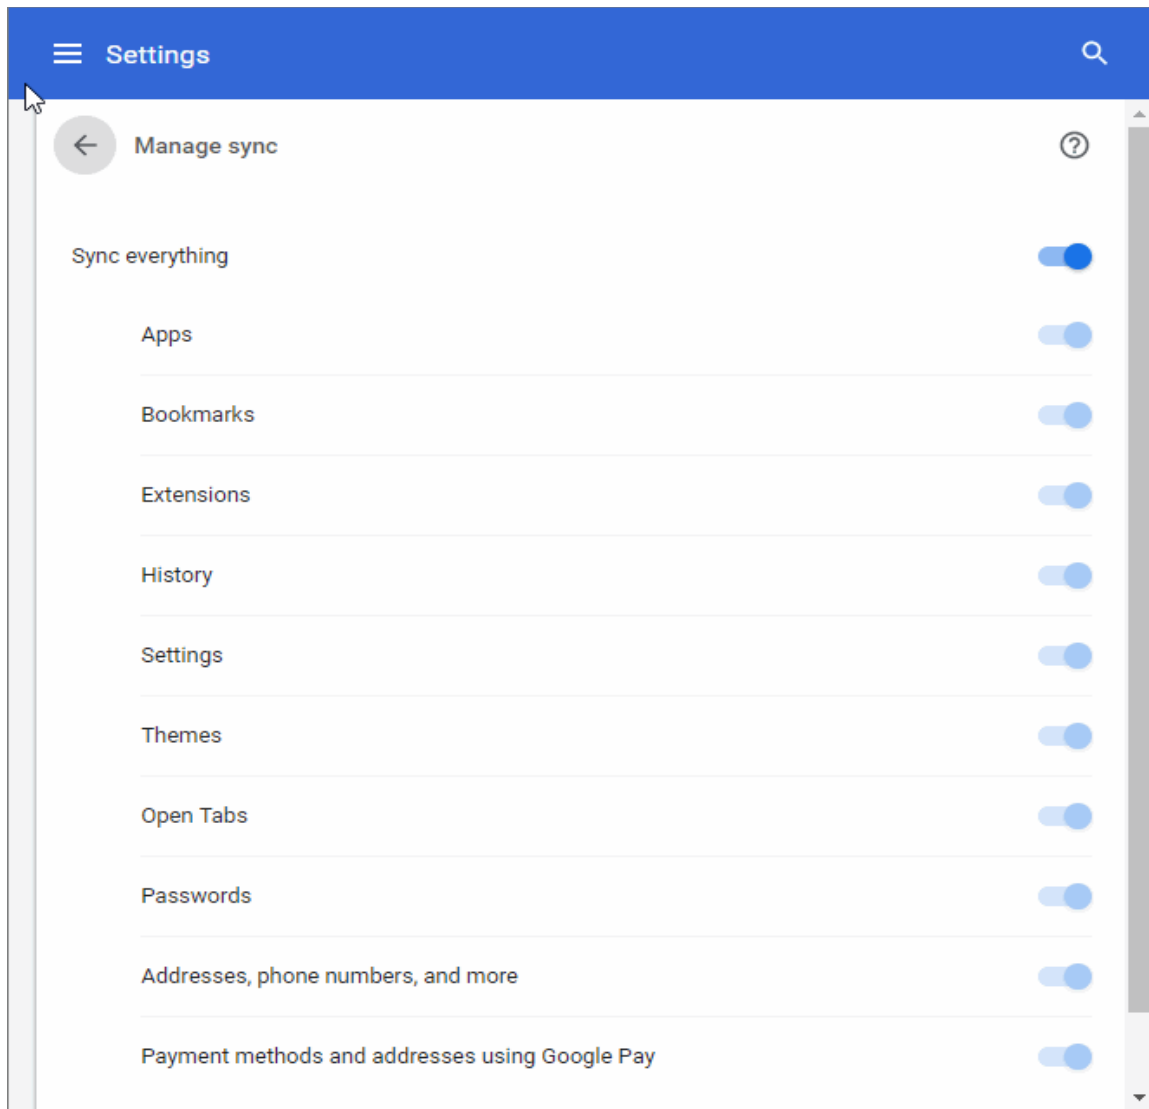 Settings
Manage sync
Sync everything
Apps
Bookmarks
Extensions
History
Settings
Themes
Open Tabs
Passwords
Addresses, phone numbers, and more
Payment methods and addresses using Google Pay